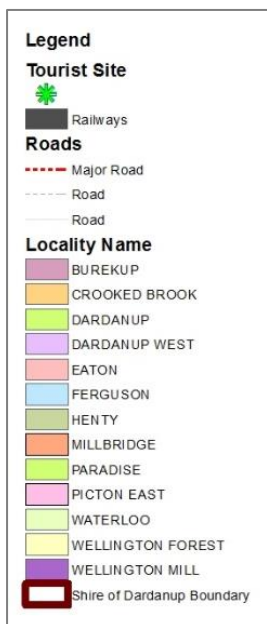 Legend
Tourist Site
Railways
Roads
Major Road
Road
Road
Locality Name
BUREKUP
CROOKED BROOK
DARDANUP
DARDANUP WEST
EATON
FERGUSON
HENTY
MILLBRIDGE
PARADISE
PICTON EAST
WATERLOO
WELLINGTON FOREST
WELLINGTON MILL
Shire of Dardanup Boundary